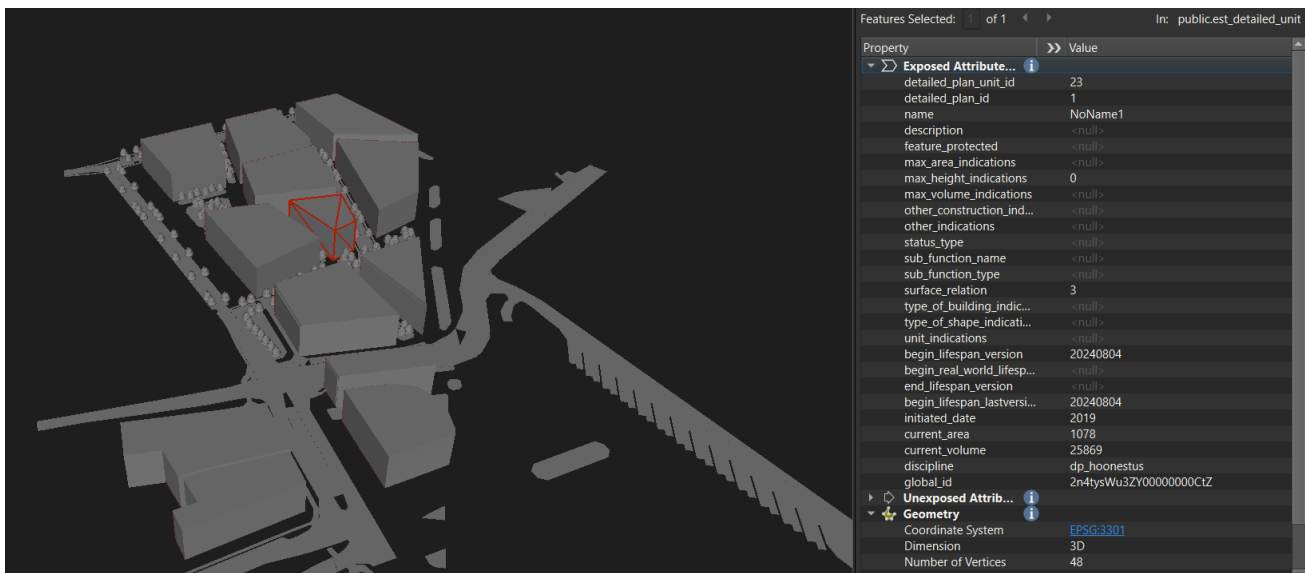 Features Selected: 1 of 1 In: public.est_detailed_unit
Property Value
Exposed Attribute...
detailed_plan_unit_id 23
detailed_plan_id 1
name NoName1
description <null>
feature_protected <null>
max_area_indications <null>
max_height_indications 0
max_volume_indications <null>
other_construction_ind... <null>
other_indications <null>
status_type <null>
sub_function_name <null>
sub_function_type <null>
surface_relation 3
type_of_building_indic... <null>
type_of_shape_indicati... <null>
unit_indications <null>
begin_lifespan_version 20240804
begin_real_world_lifesp... <null>
end_lifespan_version <null>
begin_lifespan_lastversi... 20240804
initiated_date 2019
current_area 1078
current_volume 25869
discipline dp_hoonestus
global_id 2n4tysWu3ZY00000000CtZ
Unexposed Attrib...
Geometry
Coordinate System EPSG:3301
Dimension 3D
Number of Vertices 48